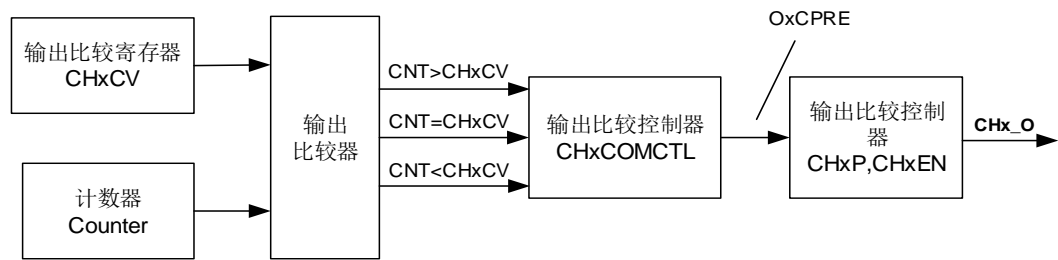 OxCPRE
输出比较寄存器
CHxCV
CNT>CHxCV
输出
比较器
CNT=CHxCV
输出比较控制器
CHxCOMCTL
输出比较控制
器
CHxP,CHxEN
CHx_O
CNT<CHxCV
计数器
Counter